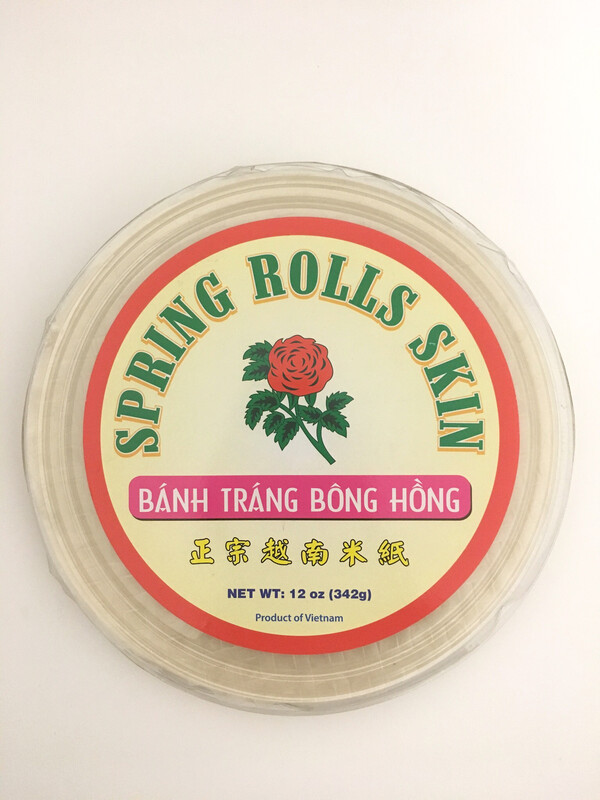 SPRING ROLLS SKIN
BÁNH TRÁNG BÔNG HỒNG
正宗越南米紙
NET WT: 12 oz (342g)
Product of Vietnam